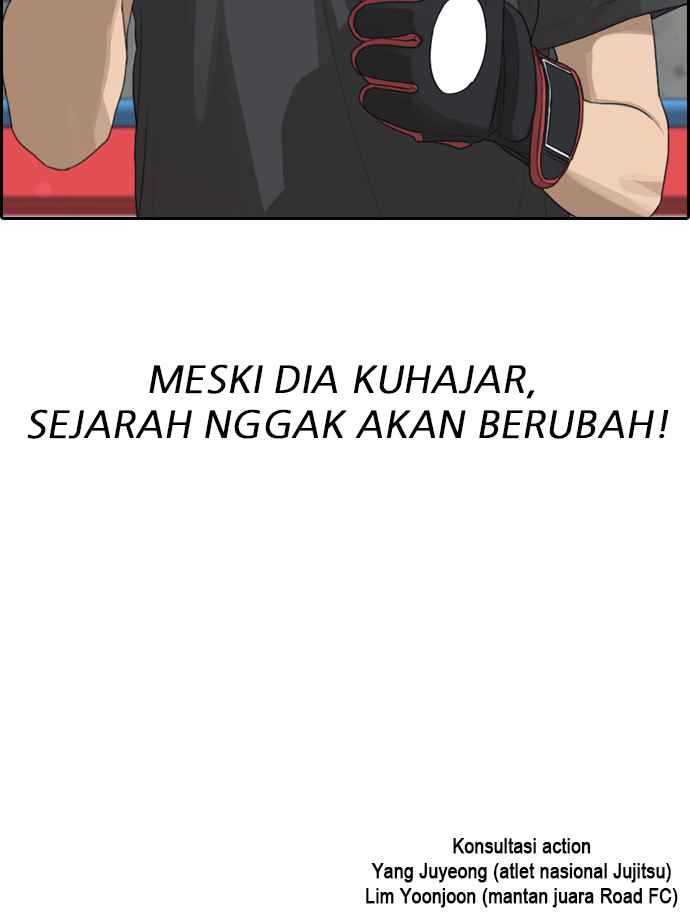 MESKI DIA KUHAJAR,
SEJARAH NGGAK AKAN BERUBAH!
Konsultasi action
Yang Juyeong (atlet nasional Jujitsu)
Lim Yoonjoon (mantan juara Road FC)